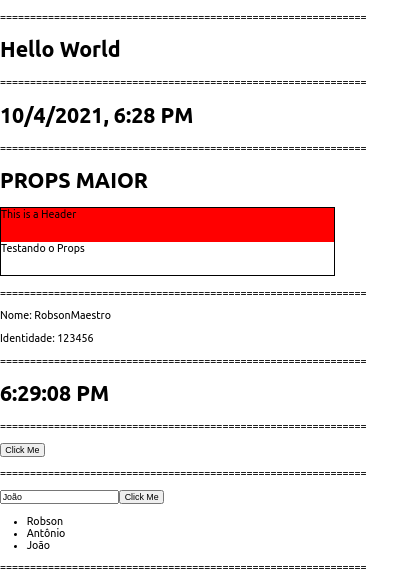 =============================================================
Hello World
=============================================================
10/4/2021, 6:28 PM
=============================================================
PROPS MAIOR
This is a Header
Testando o Props
=============================================================
Nome: RobsonMaestro
Identidade: 123456
=============================================================
6:29:08 PM
=============================================================
Click Me
=============================================================
João Click Me
• Robson
• Antônio
• João
=============================================================